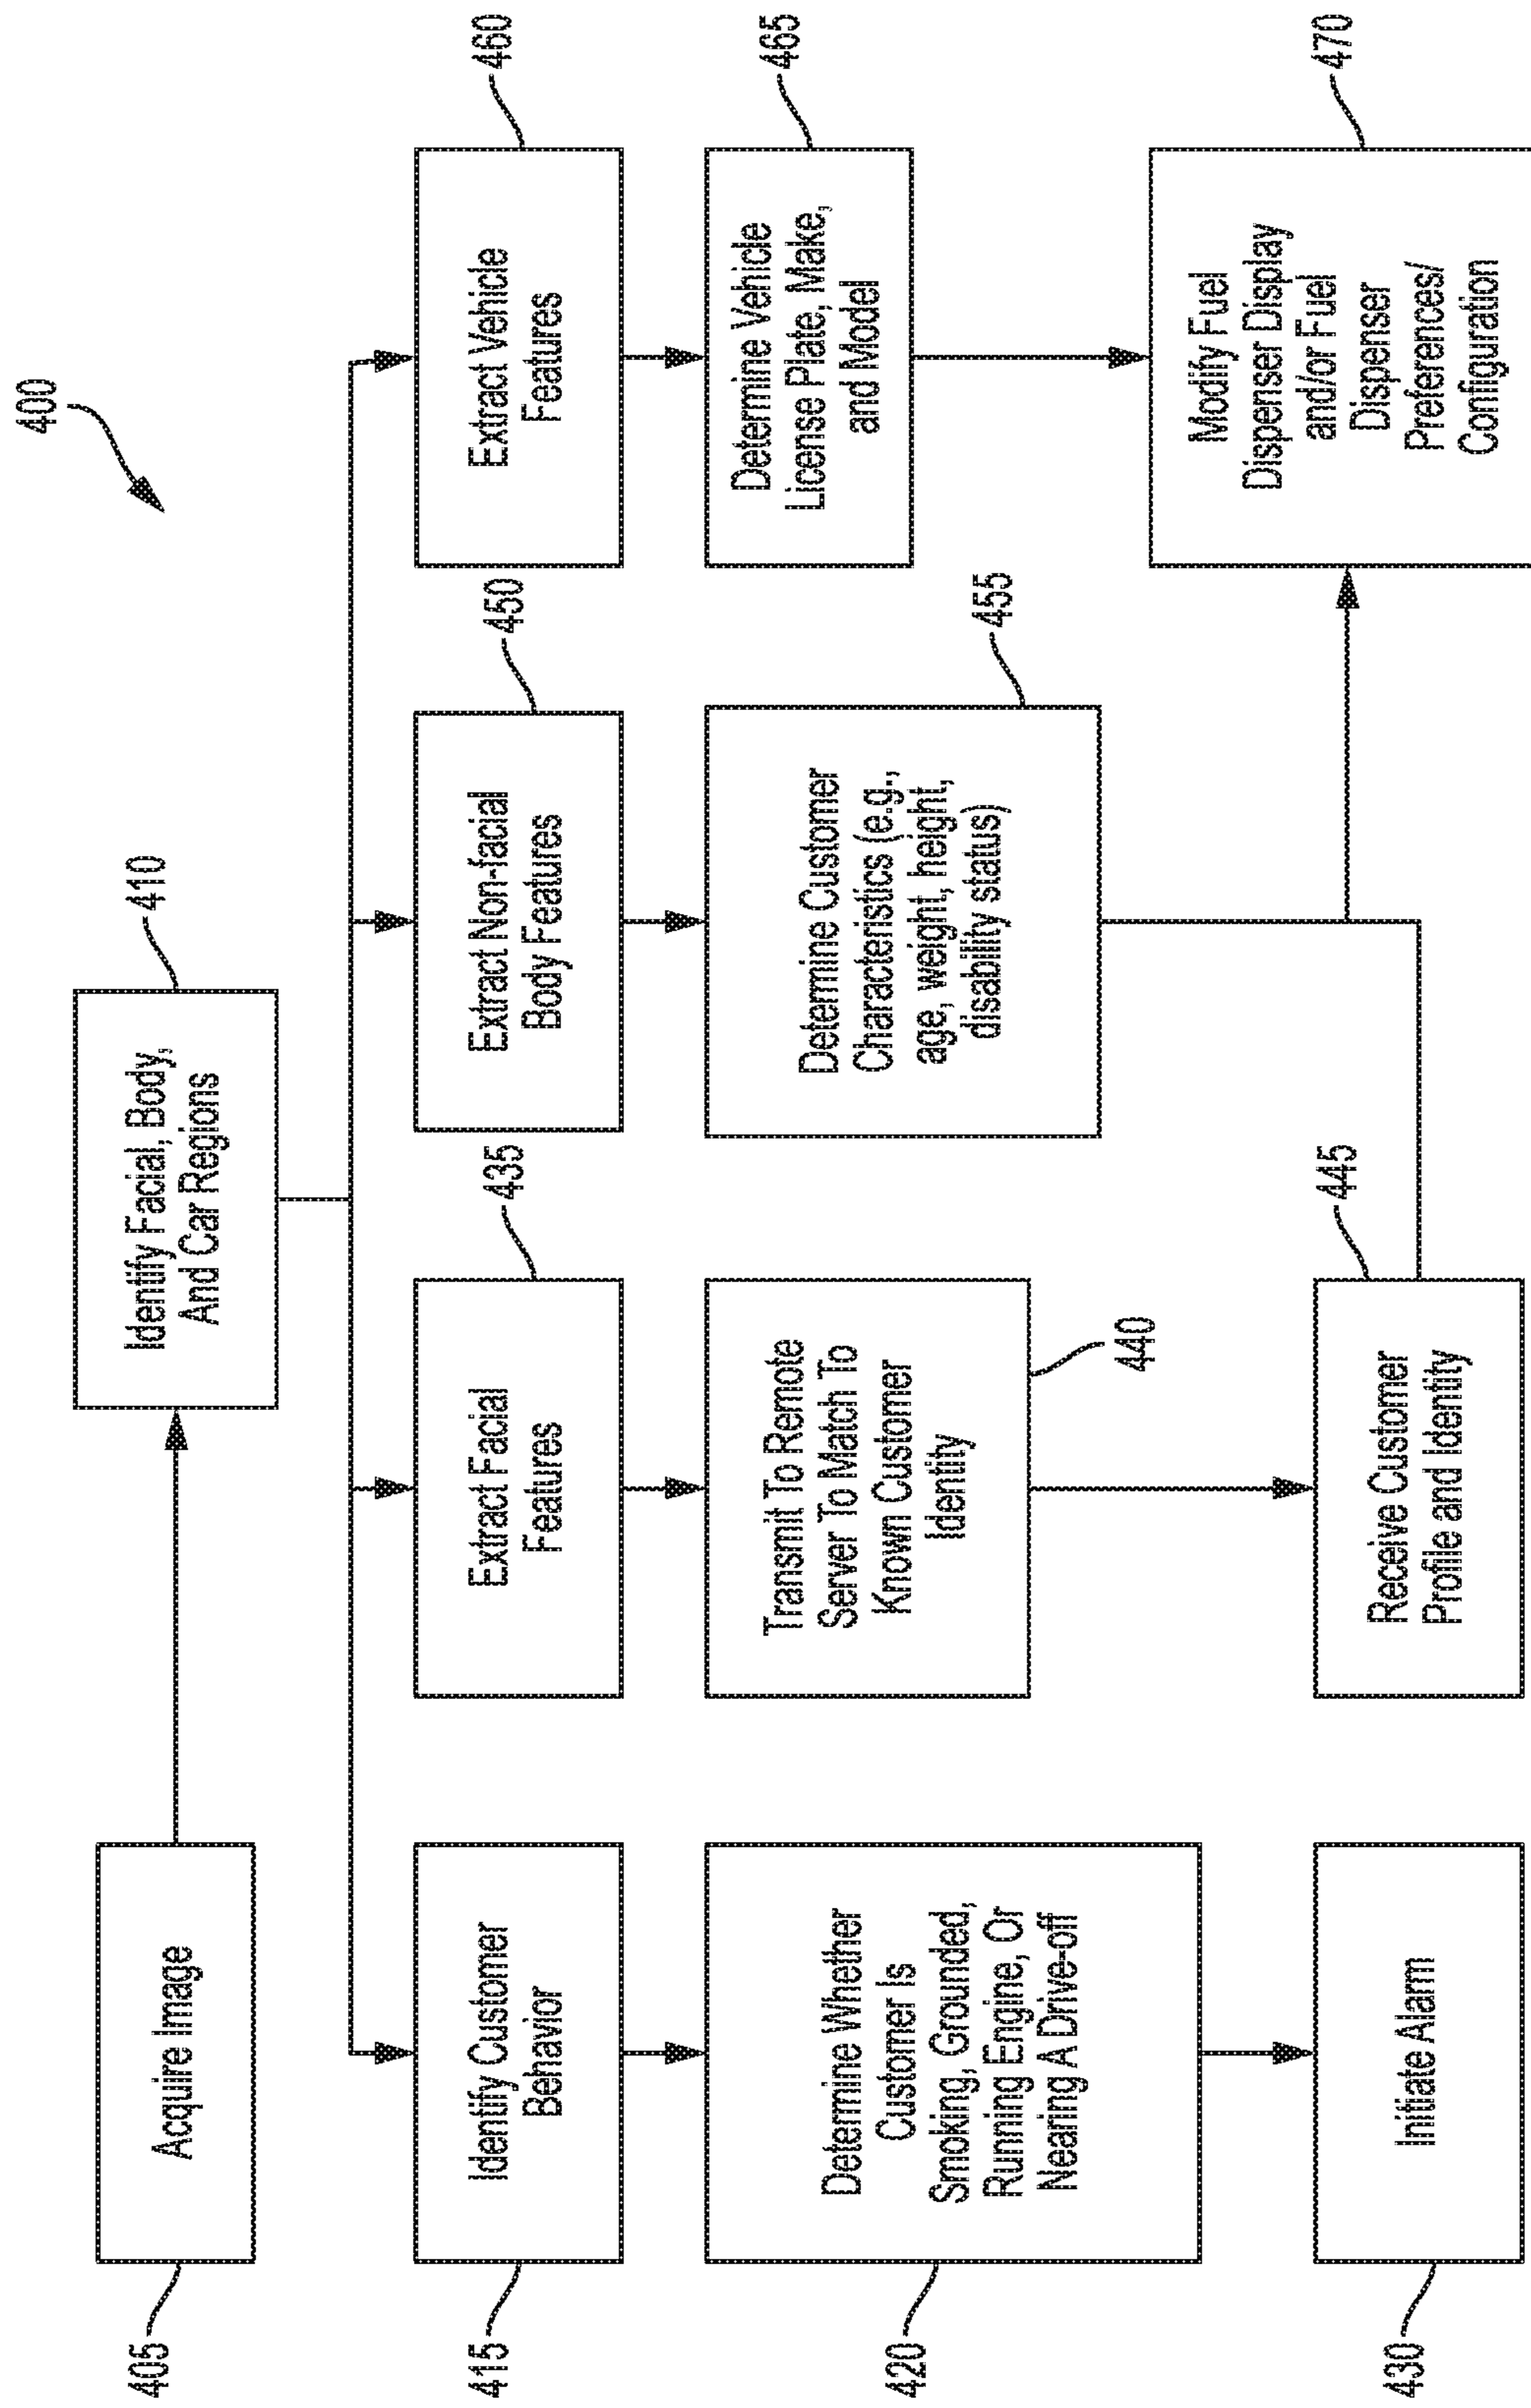 400
405
Acquire Image
Identify Facial, Body,
And Car Regions
410
415
Identify Customer
Behavior
Extract Facial
Features
435
Extract Non-facial
Body Features
450
Extract Vehicle
Features
460
420
Determine Whether
Customer Is
Smoking, Grounded,
Running Engine, Or
Nearing A Drive-off
Transmit To Remote
Server To Match To
Known Customer
Identity
440
Determine Customer
Characteristics (e.g.,
age, weight, height,
disability status)
455
Determine Vehicle
License Plate, Make,
and Model
465
430
Initiate Alarm
Receive Customer
Profile and Identity
445
Modify Fuel
Dispenser Display
and/or Fuel
Dispenser
Preferences/
Configuration
470